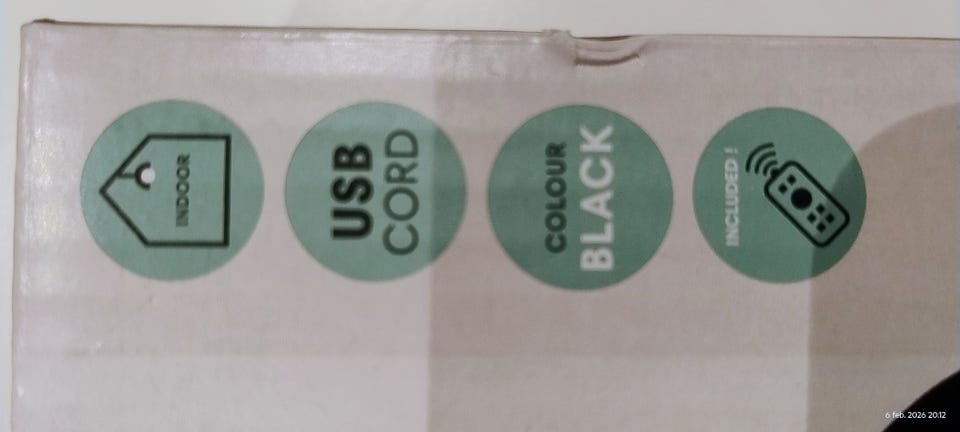 INDOOR
USB
CORD
COLOUR
BLACK
INCLUDED !
6 feb. 2026 20:12